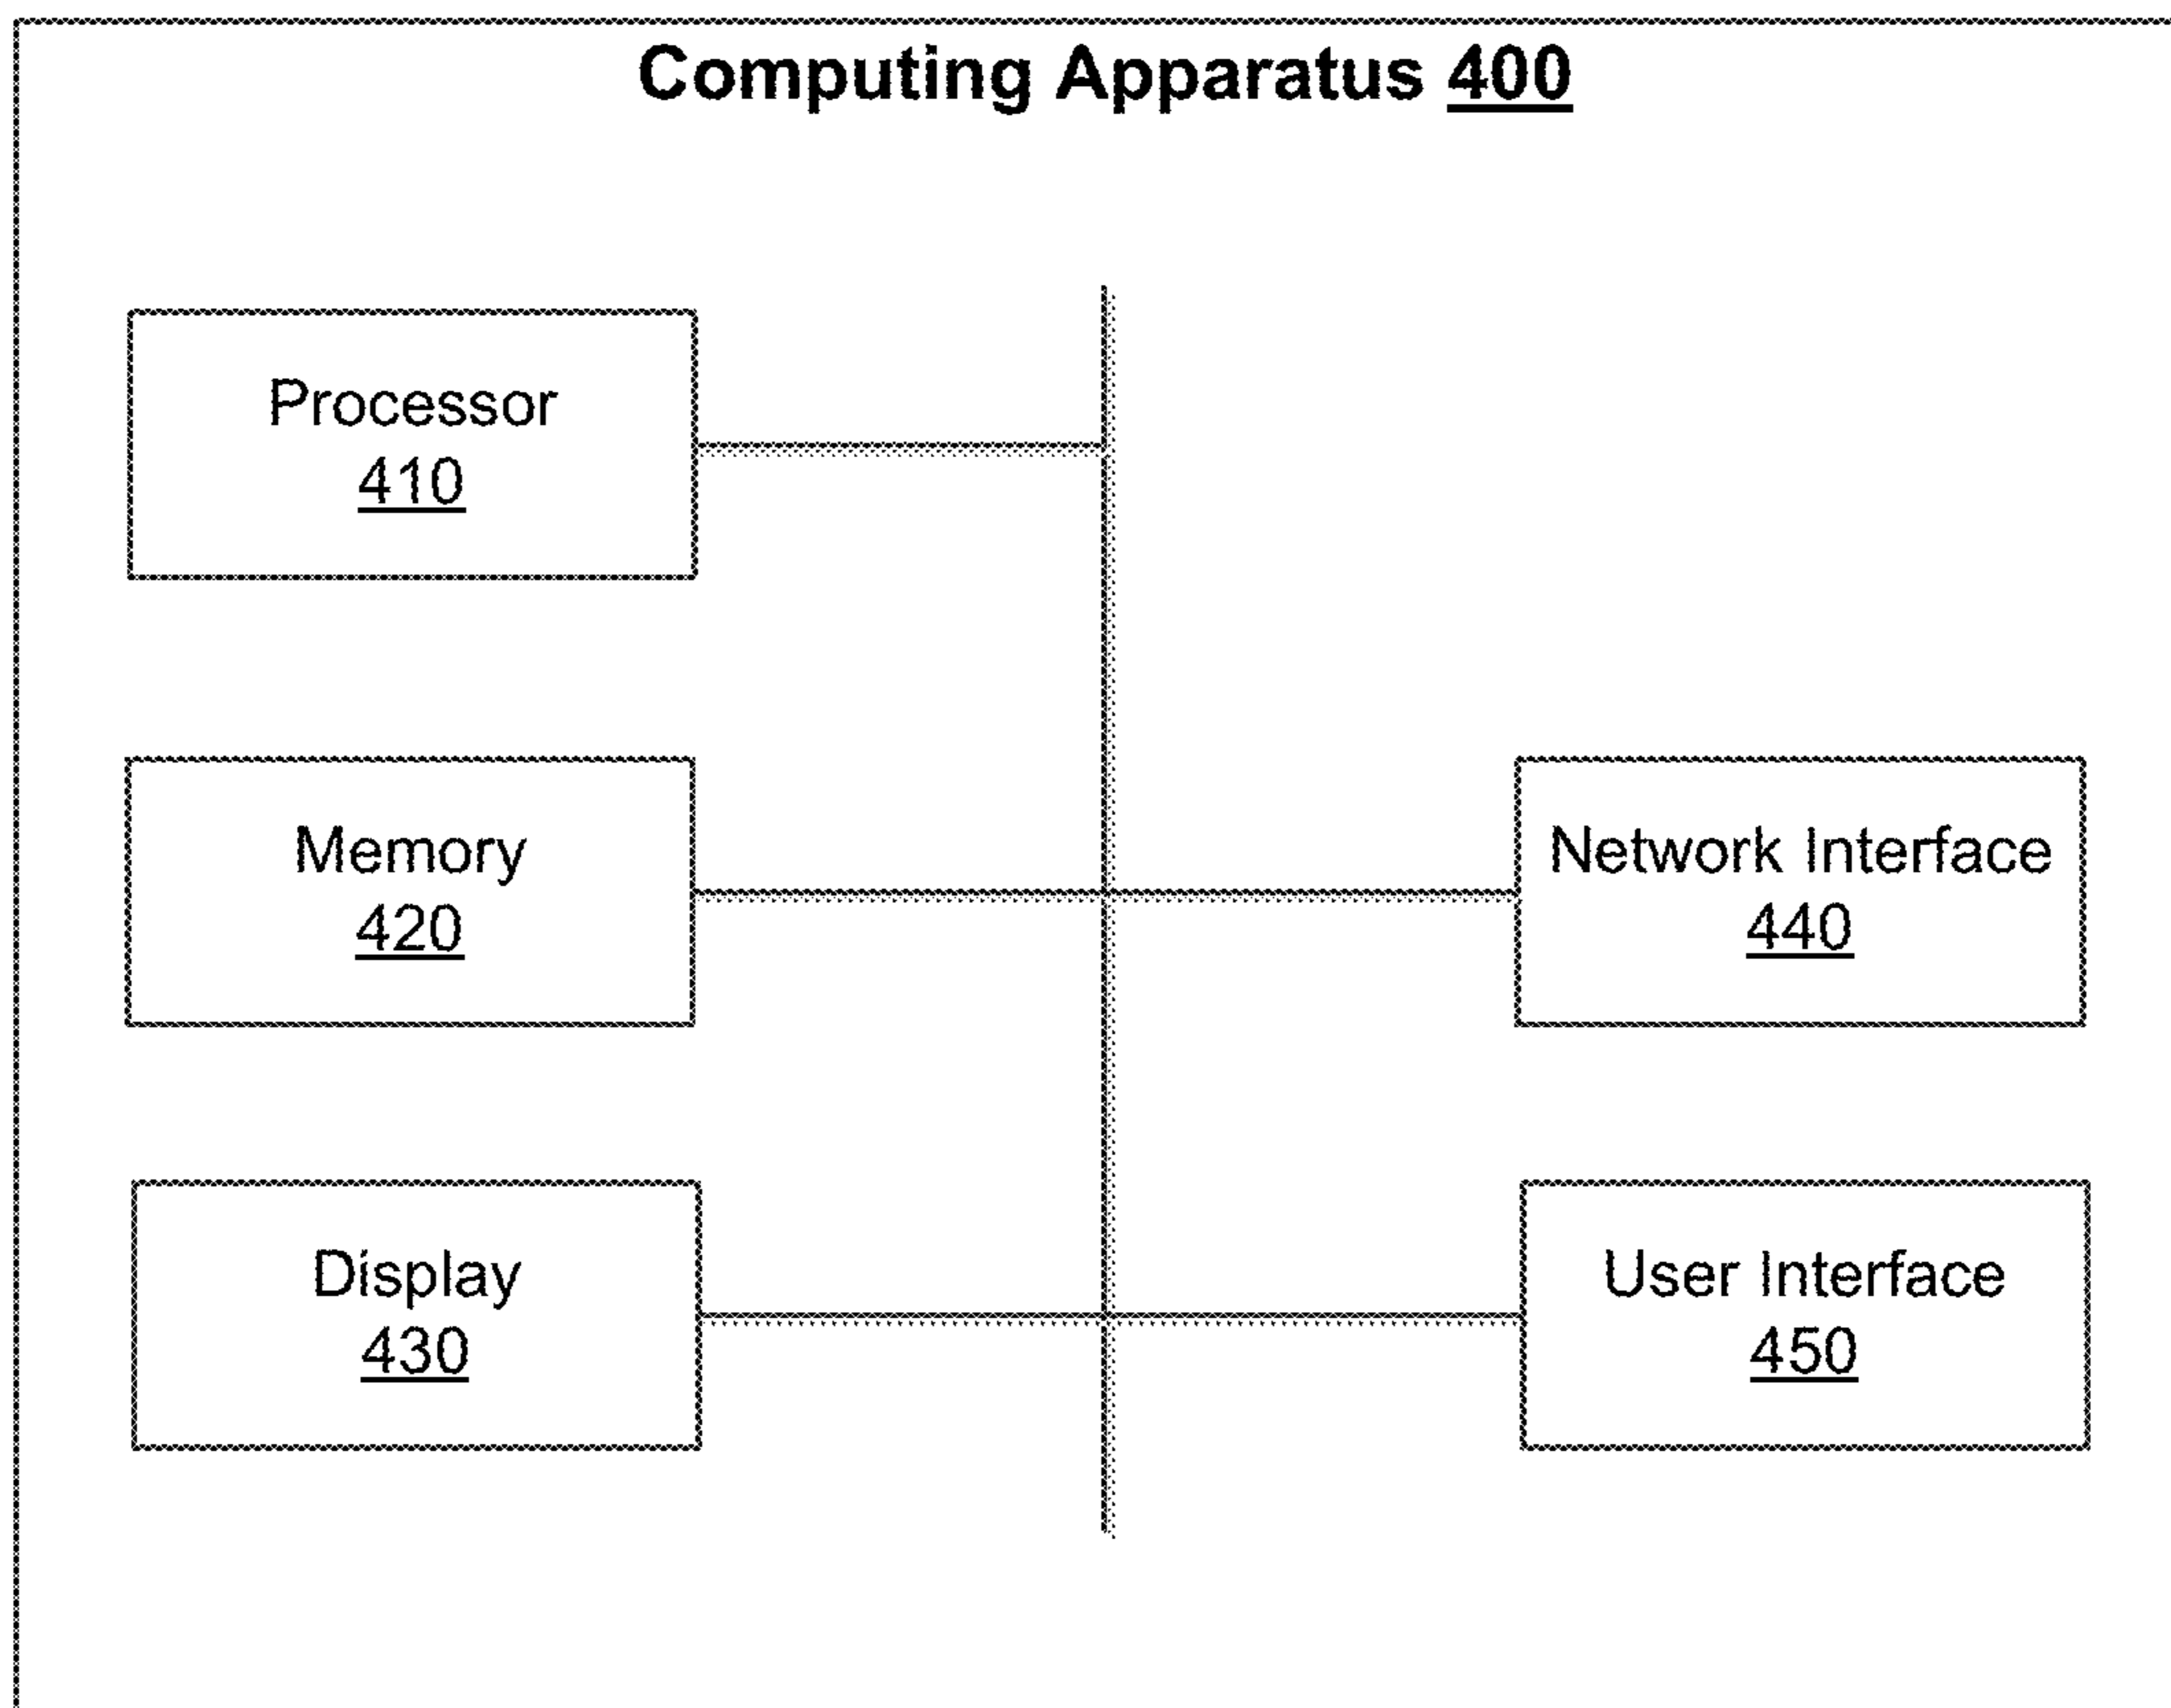 Computing Apparatus 400
Processor
410
Memory
420
Network Interface
440
Display
430
User Interface
450